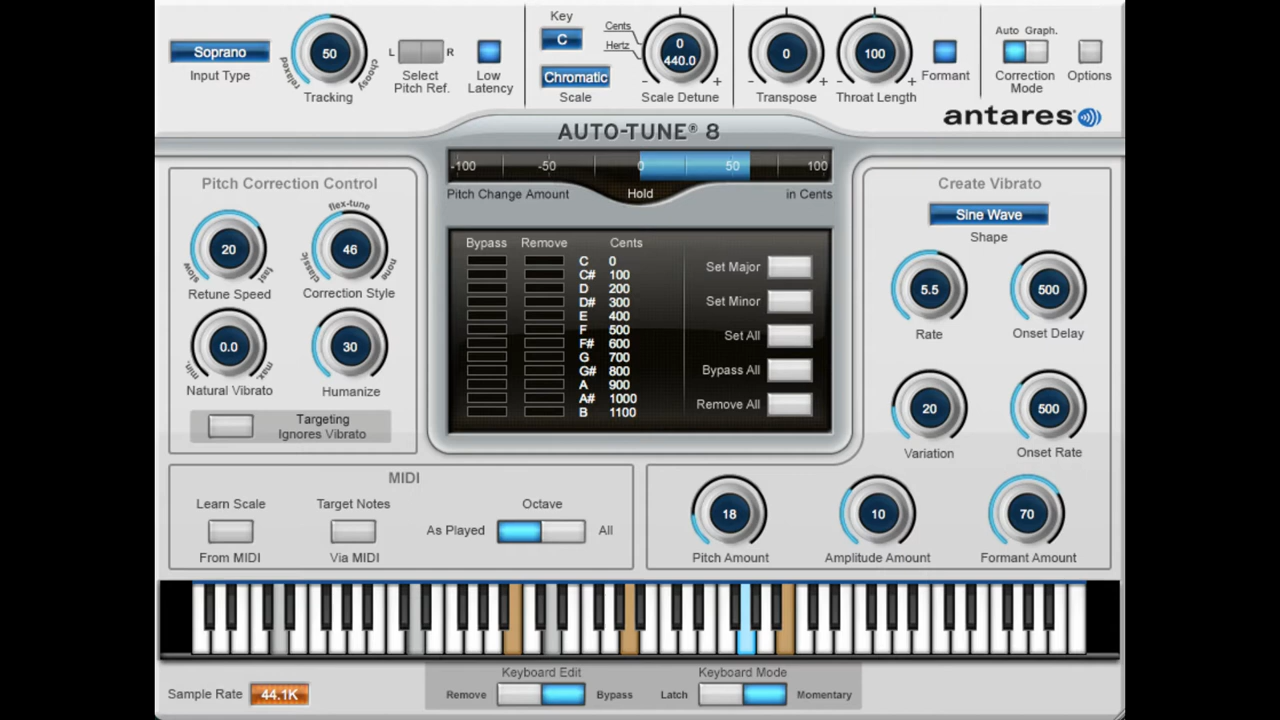 Soprano
Input Type
50
relaxed
choosy
Tracking
L R
Select
Pitch Ref.
Low
Latency
Key
C
Chromatic
Scale
Cents
Hertz
0
440.0
- +
Scale Detune
0
- +
Transpose
100
- +
Throat Length
Formant
Auto Graph.
Correction
Mode
Options
antares
AUTO-TUNE® 8
-100 -50 0 50 100
Pitch Change Amount Hold in Cents
Pitch Correction Control
20
slow
fast
Retune Speed
flex-tune
46
classic
none
Correction Style
0.0
min.
max.
Natural Vibrato
30
Humanize
Targeting
Ignores Vibrato
Bypass Remove Cents
C 0
C# 100
D 200
D# 300
E 400
F 500
F# 600
G 700
G# 800
A 900
A# 1000
B 1100
Set Major
Set Minor
Set All
Bypass All
Remove All
Create Vibrato
Sine Wave
Shape
5.5
Rate
500
Onset Delay
20
Variation
500
Onset Rate
MIDI
Learn Scale
From MIDI
Target Notes
Via MIDI
Octave
As Played All
18
Pitch Amount
10
Amplitude Amount
70
Formant Amount
Sample Rate 44.1K
Keyboard Edit
Remove Bypass
Keyboard Mode
Latch Momentary